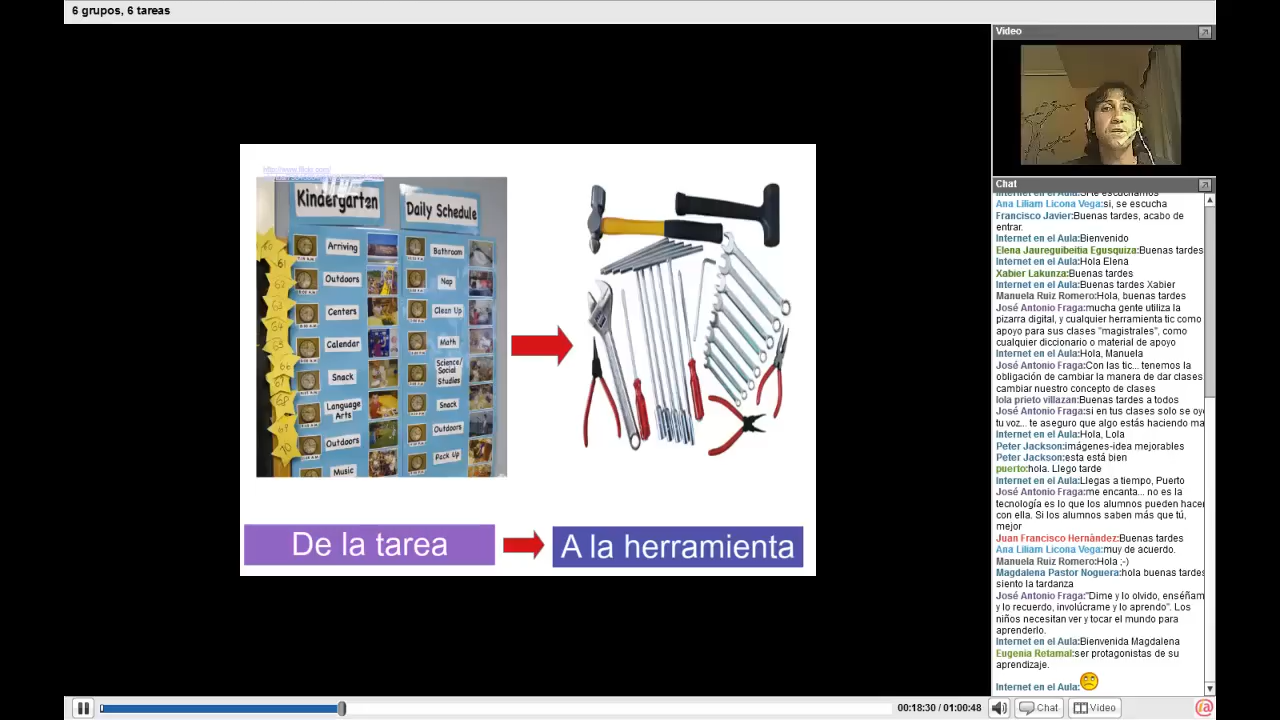 6 grupos, 6 tareas
http://www.flickr.com/
Kindergarten
Daily Schedule
Arriving
Outdoors
Centers
Calendar
Snack
Language
Arts
Outdoors
Music
Bathroom
Nap
Clean Up
Math
Science/
Social
Studies
Snack
Outdoors
Pack Up
De la tarea
A la herramienta
Video
Chat
Internet en el Aula:Si te escuchamos
Ana Liliam Licona Vega:si, se escucha
Francisco Javier:Buenas tardes, acabo de
entrar.
Internet en el Aula:Bienvenido
Elena Jaureguibeitia Egusquiza:Buenas tardes
Internet en el Aula:Hola Elena
Xabier Lakunza:Buenas tardes
Internet en el Aula:Buenas tardes Xabier
Manuela Ruiz Romero:Hola, buenas tardes
José Antonio Fraga:mucha gente utiliza la
pizarra digital, y cualquier herramienta tic como
apoyo para sus clases "magistrales", como
cualquier diccionario o material de apoyo
Internet en el Aula:Hola, Manuela
José Antonio Fraga:Con las tic... tenemos la
obligación de cambiar la manera de dar clases,
cambiar nuestro concepto de clases
lola prieto villazan:Buenas tardes a todos
José Antonio Fraga:si en tus clases solo se oye
tu voz... te aseguro que algo estás haciendo ma
Internet en el Aula:Hola, Lola
Peter Jackson:imágenes-idea mejorables
Peter Jackson:esta está bien
puerto:hola. Llego tarde
Internet en el Aula:Llegas a tiempo, Puerto
José Antonio Fraga:me encanta... no es la
tecnología es lo que los alumnos pueden hacer
con ella. Si los alumnos saben más que tú,
mejor
Juan Francisco Hernández:Buenas tardes
Ana Liliam Licona Vega:muy de acuerdo.
Manuela Ruiz Romero:Hola ;-)
Magdalena Pastor Noguera:hola buenas tardes
siento la tardanza
José Antonio Fraga:"Dime y lo olvido, enséñam
y lo recuerdo, involúcrame y lo aprendo". Los
niños necesitan ver y tocar el mundo para
aprenderlo.
Internet en el Aula:Bienvenida Magdalena
Eugenia Retamal:ser protagonistas de su
aprendizaje.
Internet en el Aula:
00:18:30 / 01:00:48
Chat
Video